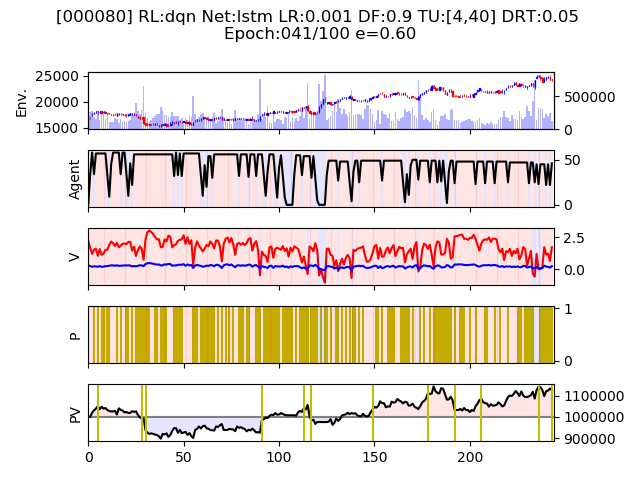 [000080] RL:dqn Net:lstm LR:0.001 DF:0.9 TU:[4,40] DRT:0.05
Epoch:041/100 e=0.60
Env.
25000
20000
15000
500000
0
Agent
50
0
V
2.5
0.0
P
1
0
PV
1100000
1000000
900000
0 50 100 150 200